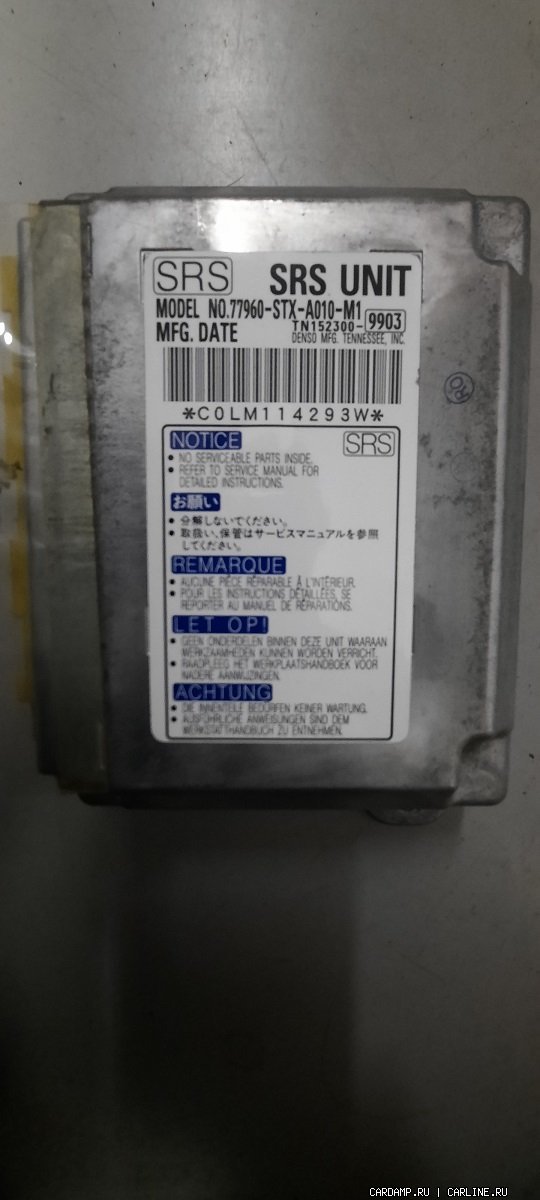 SRS SRS UNIT
MODEL NO.77960-STX-A010-M1
MFG. DATE TN152300-9903
DENSO MFG. TENNESSEE, INC.
*C0LM114293W*
NOTICE SRS
• NO SERVICEABLE PARTS INSIDE.
• REFER TO SERVICE MANUAL FOR
DETAILED INSTRUCTIONS.
お願い
• 分解しないでください。
• 取扱い、保管はサービスマニュアルを参照
してください。
REMARQUE
• AUCUNE PIÈCE RÉPARABLE À L'INTÉRIEUR.
• POUR LES INSTRUCTIONS DÉTAILLÉES, SE
REPORTER AU MANUEL DE RÉPARATIONS.
LET OP!
• GEEN ONDERDELEN BINNEN DEZE UNIT WAARAAN
WERKZAAMHEDEN KUNNEN WORDEN VERRICHT.
• RAADPLEEG HET WERKPLAATSHANDBOEK VOOR
NADERE AANWIJZINGEN.
ACHTUNG
• DIE INNENTEILE BEDÜRFEN KEINER WARTUNG.
• AUSFÜHRLICHE ANWEISUNGEN SIND DEM
WERKSTATTHANDBUCH ZU ENTNEHMEN.
CARDAMP.RU | CARLINE.RU